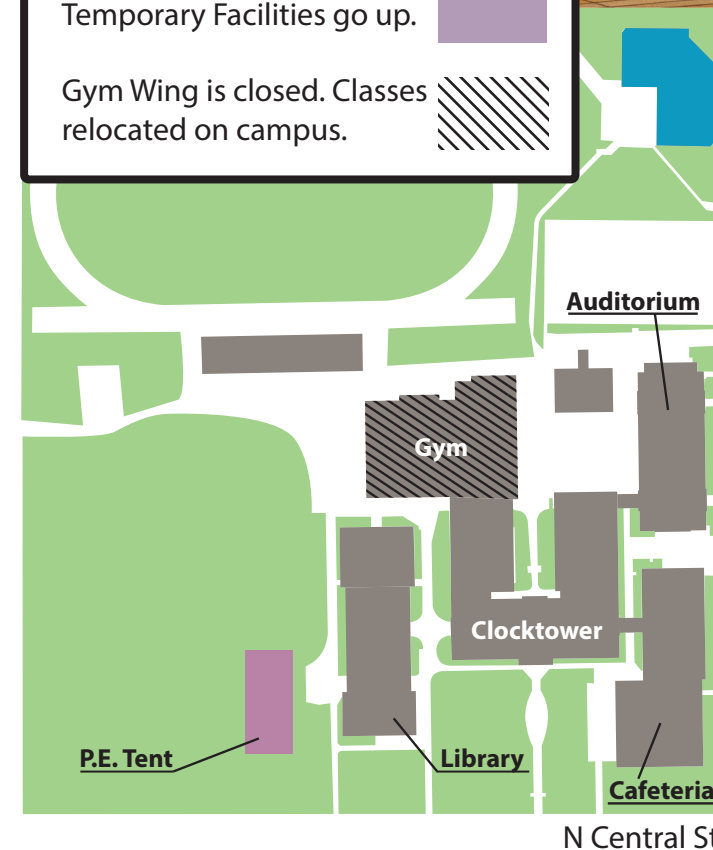 Temporary Facilities go up.
Gym Wing is closed. Classes
relocated on campus.
Auditorium
Gym
Clocktower
P.E. Tent
Library
Cafeteria
N Central St